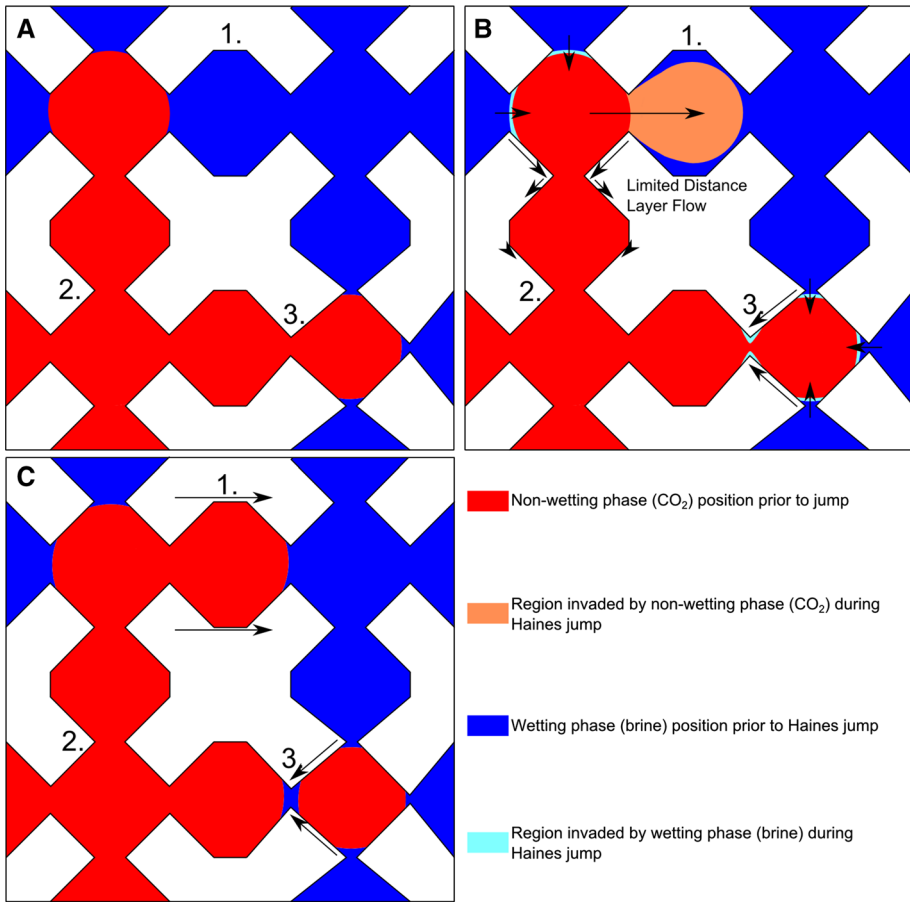 A
1.
2.
3.
B
1.
Limited Distance
Layer Flow
2.
3.
C
1.
2.
3.
Non-wetting phase (CO₂) position prior to jump
Region invaded by non-wetting phase (CO₂) during
Haines jump
Wetting phase (brine) position prior to Haines jump
Region invaded by wetting phase (brine) during
Haines jump